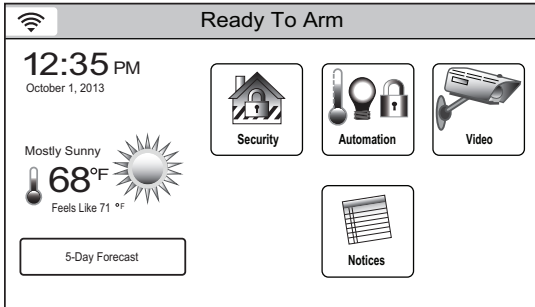 Ready To Arm
12:35 PM
October 1, 2013
Security
Automation
Video
Mostly Sunny
68°F
Feels Like 71 °F
5-Day Forecast
Notices